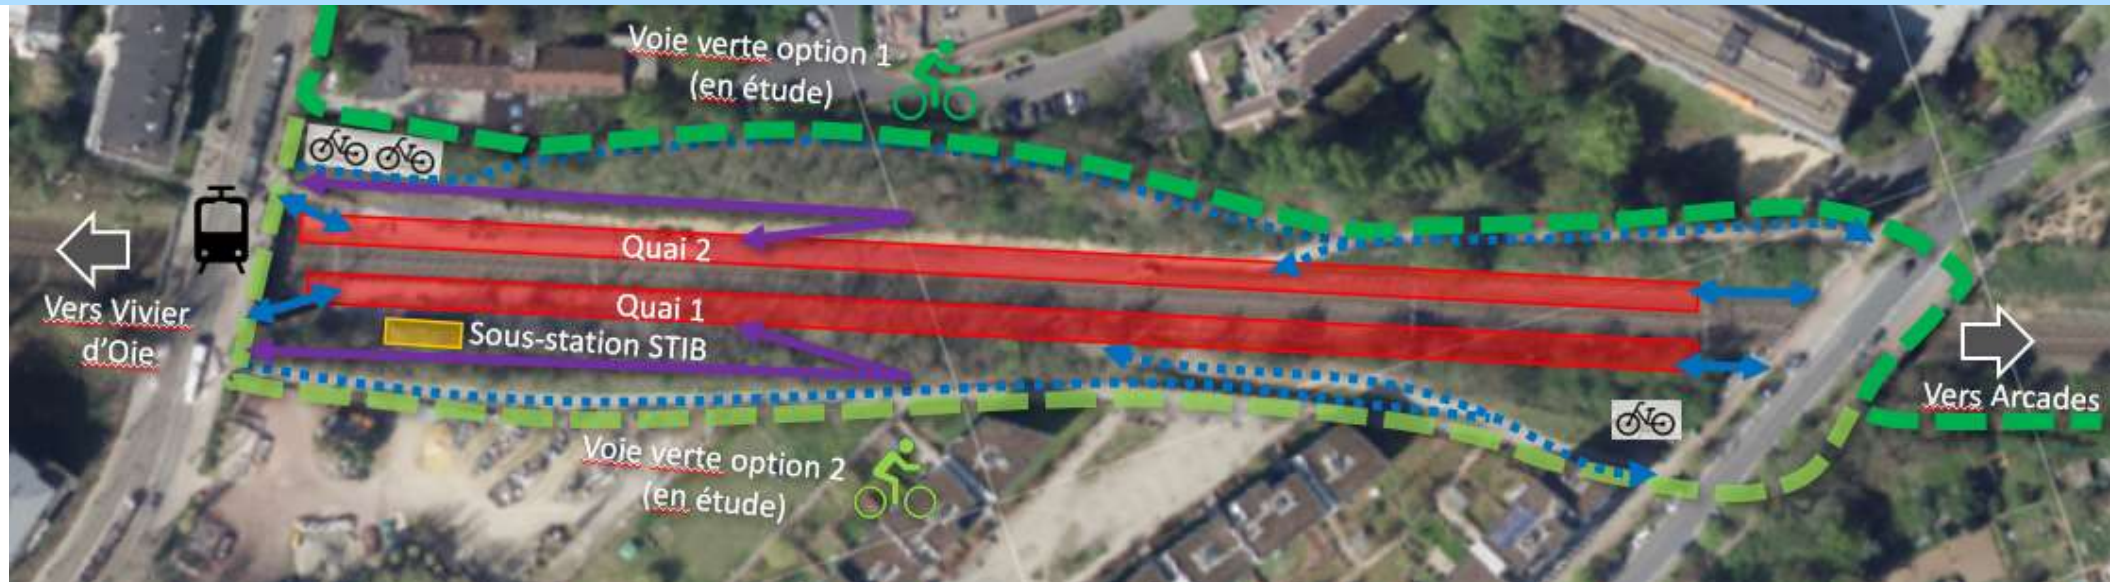 Voie verte option 1
(en étude)
Quai 2
Quai 1
Sous-station STIB
Vers Vivier
d'Oie
Vers Arcades
Voie verte option 2
(en étude)